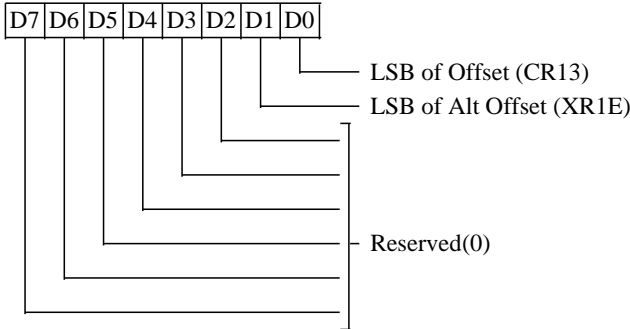 D7 D6 D5 D4 D3 D2 D1 D0
LSB of Offset (CR13)
LSB of Alt Offset (XR1E)
Reserved(0)